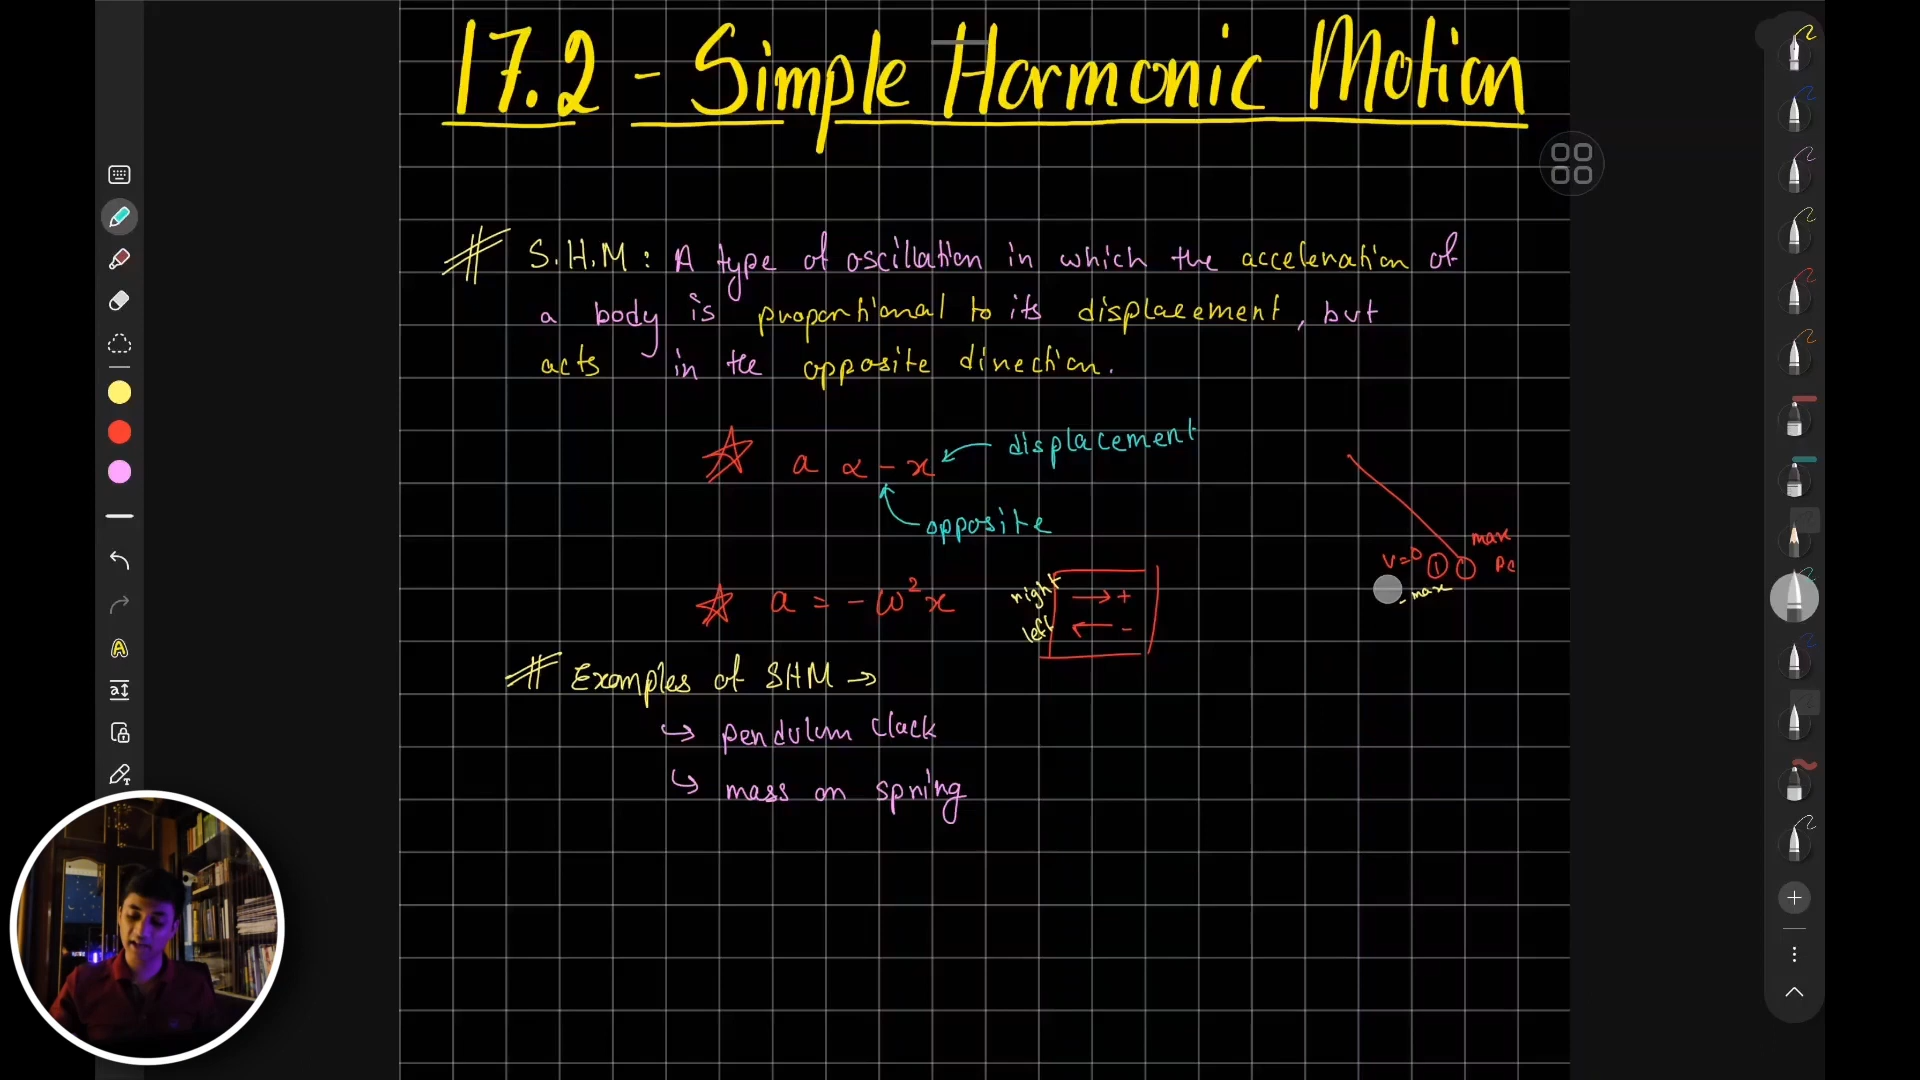 17.2 - Simple Harmonic Motion
S.H.M : A type of oscillation in which the acceleration of
a body is proportional to its displacement, but
acts in the opposite direction.
a α - x
displacement
opposite
a = - ω²x
right → +
left ← -
max
v=0
PE
- max
# Examples of SHM →
↳ pendulum clock
↳ mass on spring